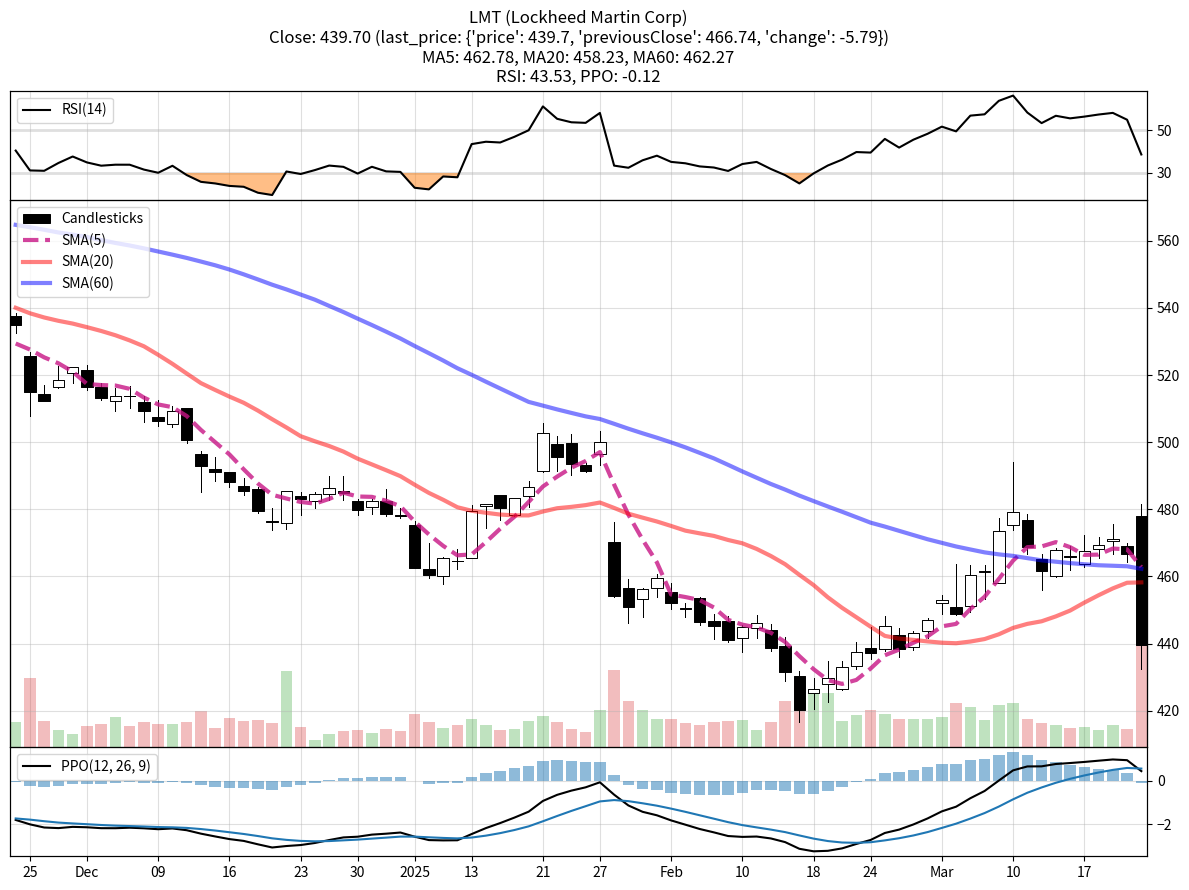 LMT (Lockheed Martin Corp)
Close: 439.70 (last_price: {'price': 439.7, 'previousClose': 466.74, 'change': -5.79})
MA5: 462.78, MA20: 458.23, MA60: 462.27
RSI: 43.53, PPO: -0.12
RSI(14)
50
30
Candlesticks
SMA(5)
SMA(20)
SMA(60)
560
540
520
500
480
460
440
420
PPO(12, 26, 9)
0
−2
25 Dec 09 16 23 30 2025 13 21 27 Feb 10 18 24 Mar 10 17